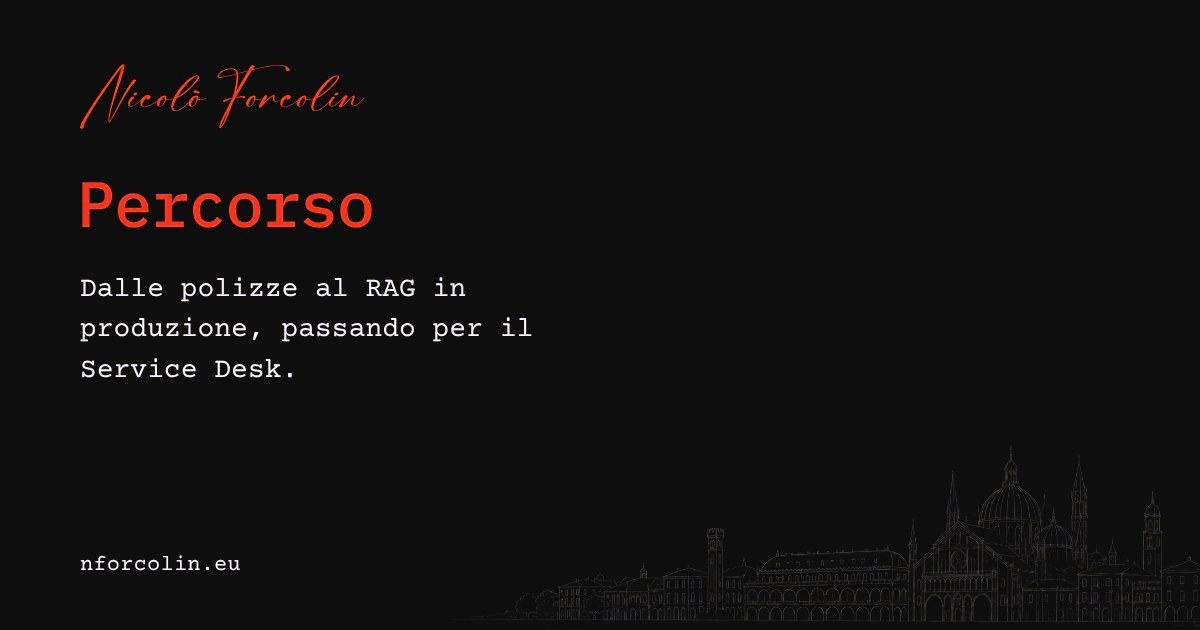 Nicolò Forcolin
Percorso
Dalle polizze al RAG in
produzione, passando per il
Service Desk.
nforcolin.eu